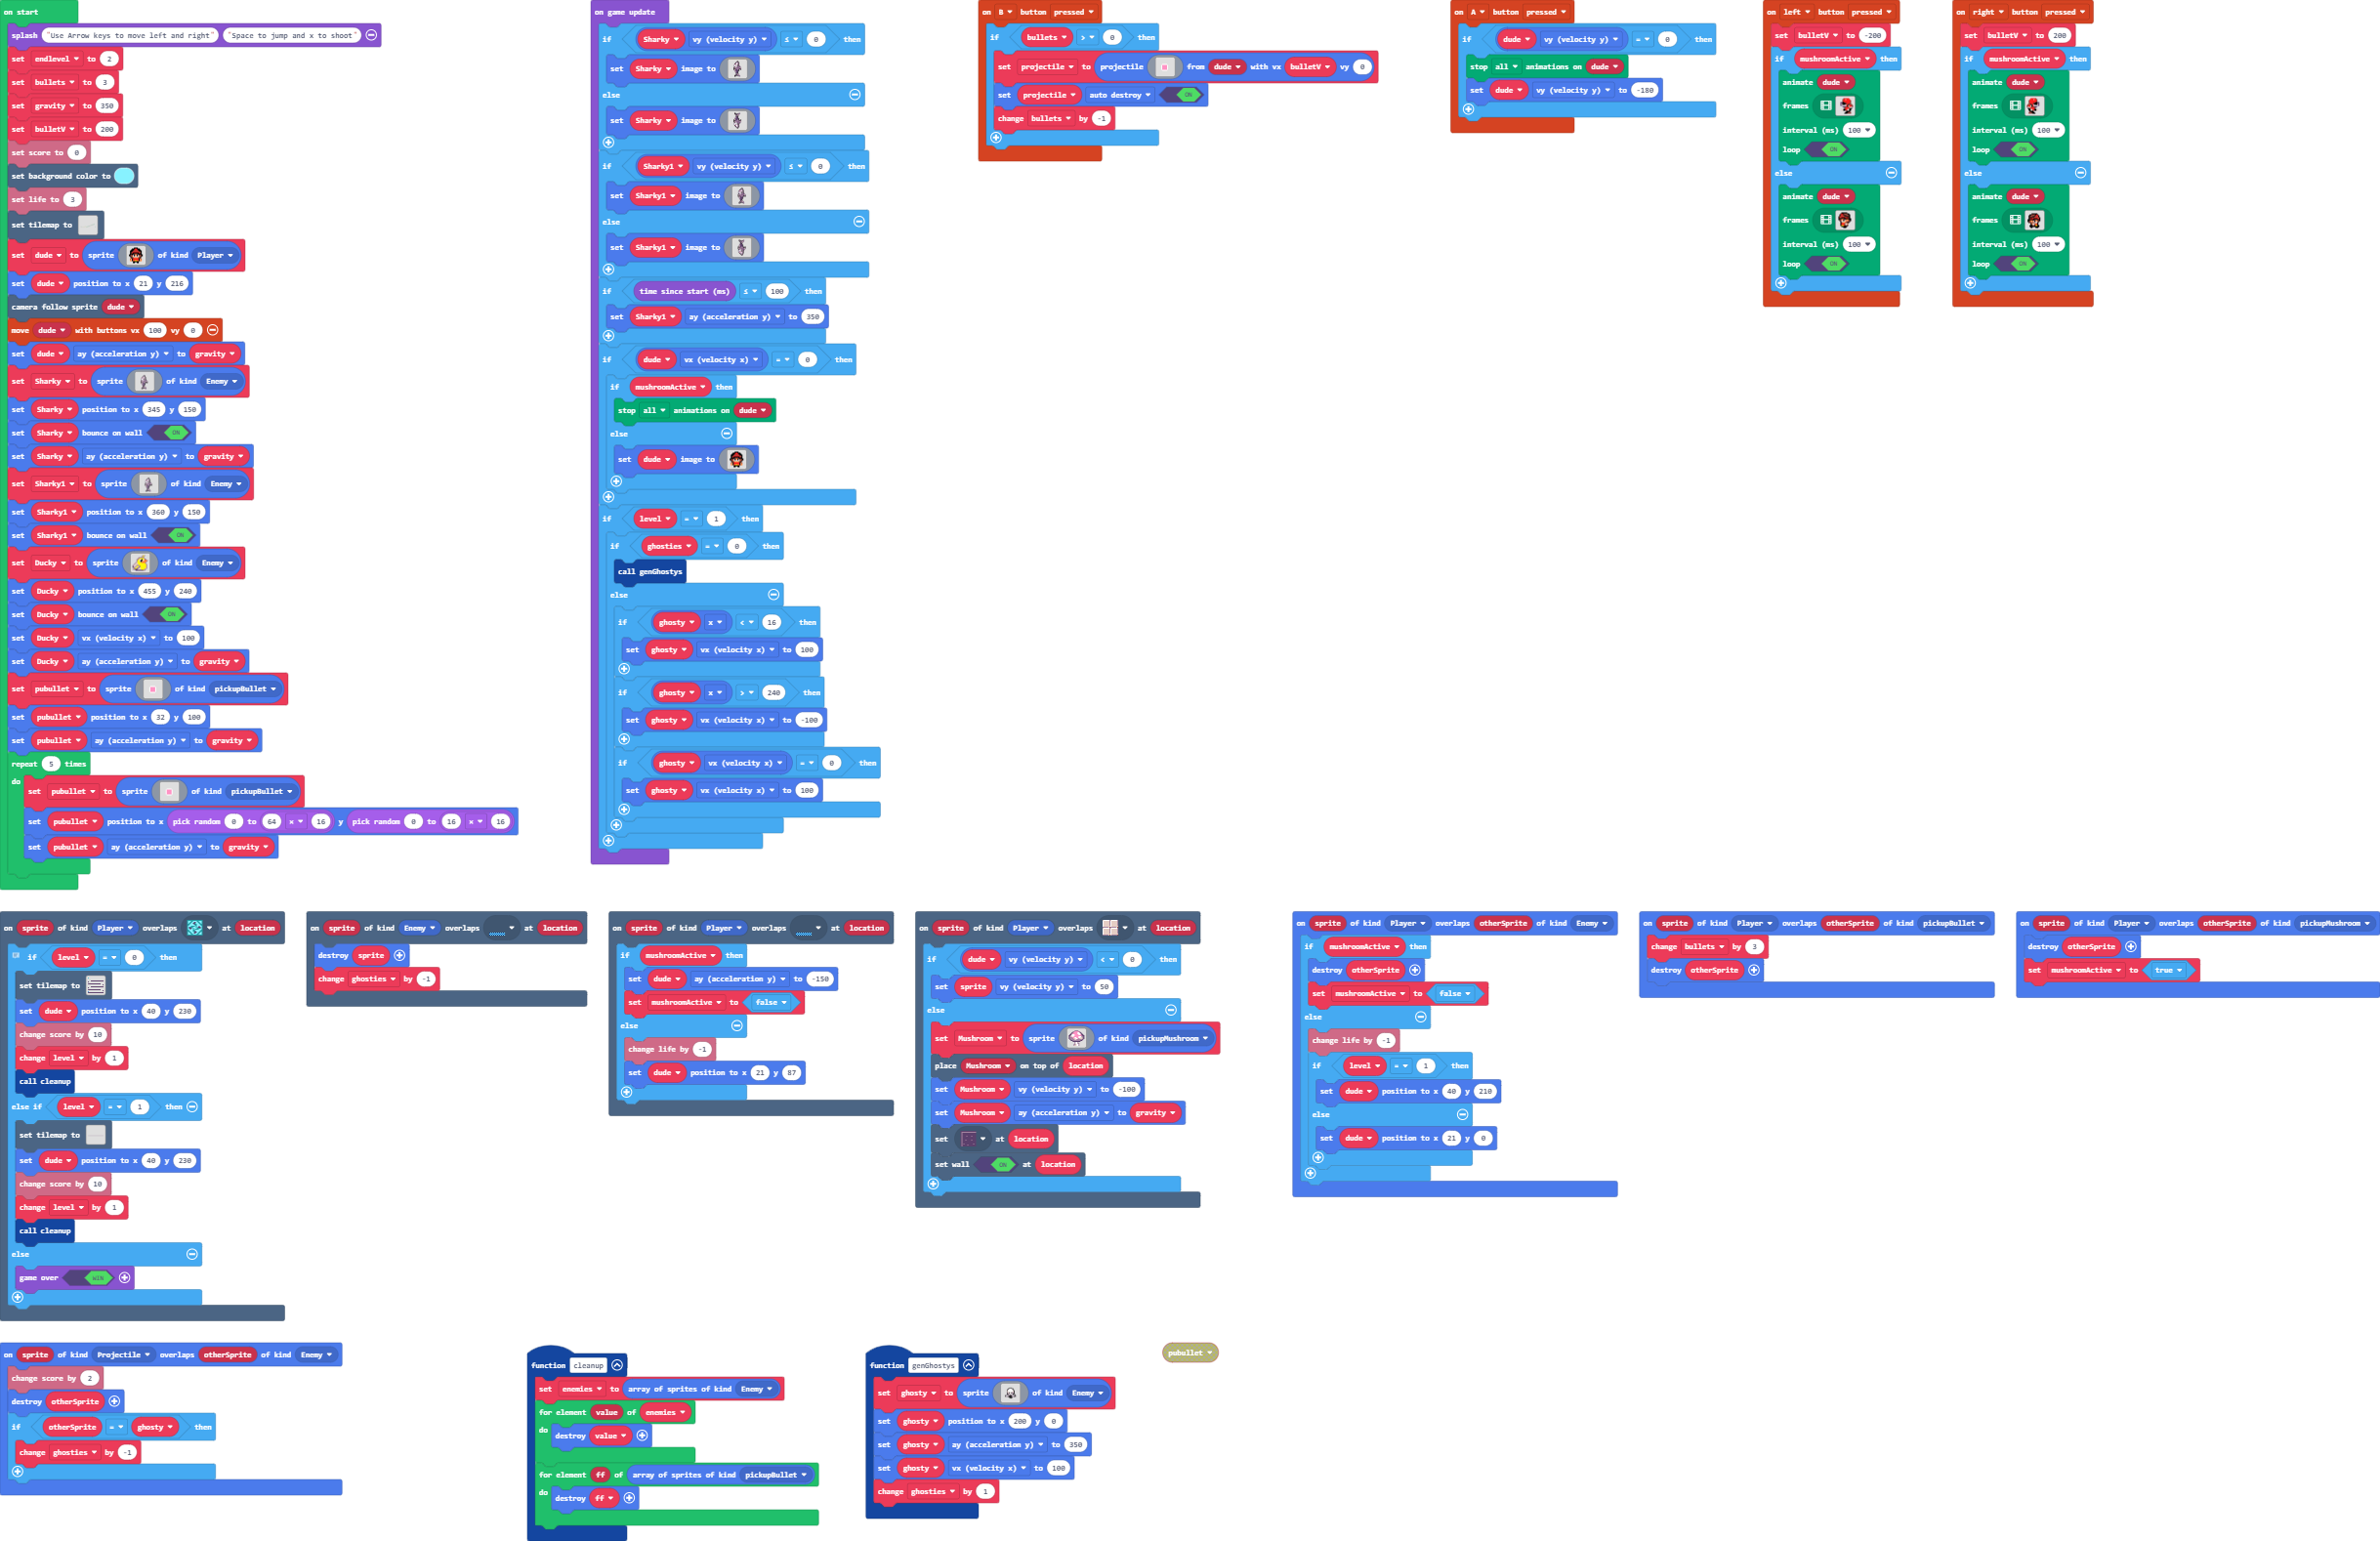 on start
splash "Use Arrow keys to move left and right" "Space to jump and x to shoot"
set endlevel to 2
set bullets to 3
set gravity to 350
set bulletV to 200
set score to 0
set background color to
set life to 3
set tilemap to
set dude to sprite of kind Player
set dude position to x 21 y 216
camera follow sprite dude
move dude with buttons vx 100 vy 0
set dude ay (acceleration y) to gravity
set Sharky to sprite of kind Enemy
set Sharky position to x 345 y 150
set Sharky bounce on wall ON
set Sharky ay (acceleration y) to gravity
set Sharky1 to sprite of kind Enemy
set Sharky1 position to x 360 y 150
set Sharky1 bounce on wall ON
set Ducky to sprite of kind Enemy
set Ducky position to x 455 y 240
set Ducky bounce on wall ON
set Ducky vx (velocity x) to 100
set Ducky ay (acceleration y) to gravity
set pubullet to sprite of kind pickupBullet
set pubullet position to x 32 y 100
set pubullet ay (acceleration y) to gravity
repeat 5 times
do
set pubullet to sprite of kind pickupBullet
set pubullet position to x pick random 0 to 64 × 16 y pick random 0 to 16 × 16
set pubullet ay (acceleration y) to gravity
on game update
if Sharky vy (velocity y) ≤ 0 then
set Sharky image to
else
set Sharky image to
if Sharky1 vy (velocity y) ≤ 0 then
set Sharky1 image to
else
set Sharky1 image to
if time since start (ms) ≤ 100 then
set Sharky1 ay (acceleration y) to 350
if dude vx (velocity x) = 0 then
if mushroomActive then
stop all animations on dude
else
set dude image to
if level = 1 then
if ghosties = 0 then
call genGhostys
else
if ghosty x < 16 then
set ghosty vx (velocity x) to 100
if ghosty x > 240 then
set ghosty vx (velocity x) to -100
if ghosty vx (velocity x) = 0 then
set ghosty vx (velocity x) to 100
on B button pressed
if bullets > 0 then
set projectile to projectile from dude with vx bulletV vy 0
set projectile auto destroy ON
change bullets by -1
on A button pressed
if dude vy (velocity y) = 0 then
stop all animations on dude
set dude vy (velocity y) to -180
on left button pressed
set bulletV to -200
if mushroomActive then
animate dude
frames
interval (ms) 100
loop ON
else
animate dude
frames
interval (ms) 100
loop ON
on right button pressed
set bulletV to 200
if mushroomActive then
animate dude
frames
interval (ms) 100
loop ON
else
animate dude
frames
interval (ms) 100
loop ON
on sprite of kind Player overlaps at location
if level = 0 then
set tilemap to
set dude position to x 40 y 230
change score by 10
change level by 1
call cleanup
else if level = 1 then
set tilemap to
set dude position to x 40 y 230
change score by 10
change level by 1
call cleanup
else
game over WIN
on sprite of kind Enemy overlaps at location
destroy sprite
change ghosties by -1
on sprite of kind Player overlaps at location
if mushroomActive then
set dude ay (acceleration y) to -150
set mushroomActive to false
else
change life by -1
set dude position to x 21 y 87
on sprite of kind Player overlaps at location
if dude vy (velocity y) < 0 then
set sprite vy (velocity y) to 50
else
set Mushroom to sprite of kind pickupMushroom
place Mushroom on top of location
set Mushroom vy (velocity y) to -100
set Mushroom ay (acceleration y) to gravity
set at location
set wall ON at location
on sprite of kind Player overlaps otherSprite of kind Enemy
if mushroomActive then
destroy otherSprite
set mushroomActive to false
else
change life by -1
if level = 1 then
set dude position to x 40 y 210
else
set dude position to x 21 y 0
on sprite of kind Player overlaps otherSprite of kind pickupBullet
change bullets by 3
destroy otherSprite
on sprite of kind Player overlaps otherSprite of kind pickupMushroom
destroy otherSprite
set mushroomActive to true
on sprite of kind Projectile overlaps otherSprite of kind Enemy
change score by 2
destroy otherSprite
if otherSprite = ghosty then
change ghosties by -1
function cleanup
set enemies to array of sprites of kind Enemy
for element value of enemies
do
destroy value
for element ff of array of sprites of kind pickupBullet
do
destroy ff
function genGhostys
set ghosty to sprite of kind Enemy
set ghosty position to x 200 y 0
set ghosty ay (acceleration y) to 350
set ghosty vx (velocity x) to 100
change ghosties by 1
pubullet